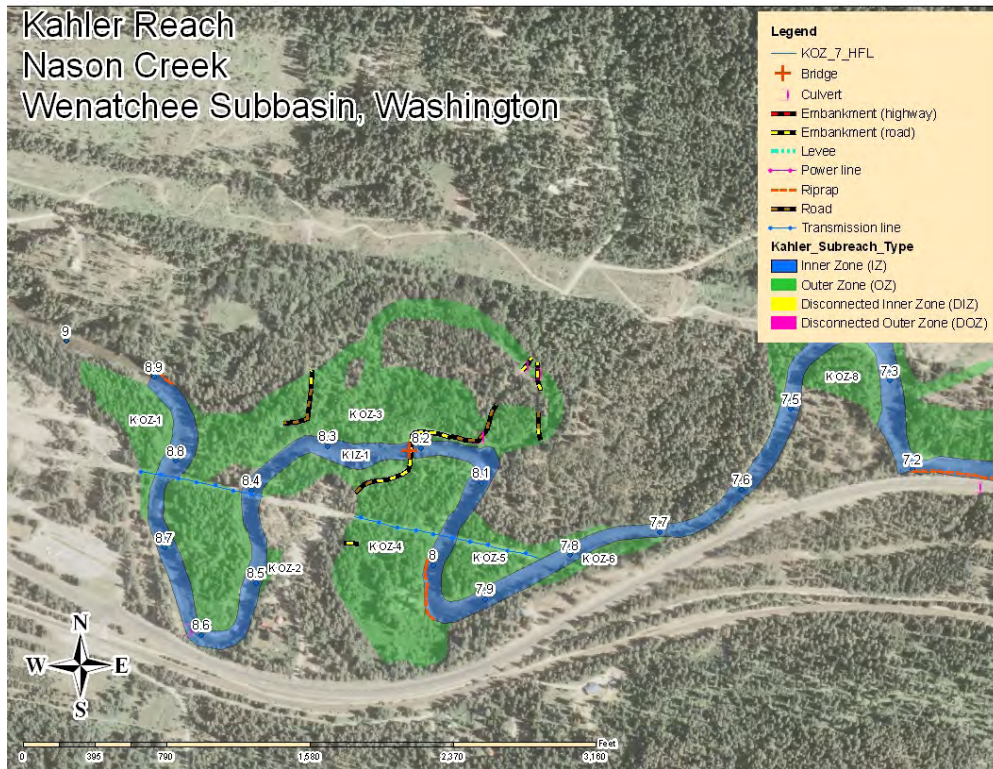 Kahler Reach
Nason Creek
Wenatchee Subbasin, Washington
Legend
KOZ_7_HFL
Bridge
Culvert
Embankment (highway)
Embankment (road)
Levee
Power line
Riprap
Road
Transmission line
Kahler_Subreach_Type
Inner Zone (IZ)
Outer Zone (OZ)
Disconnected Inner Zone (DIZ)
Disconnected Outer Zone (DOZ)
9
8.9
KOZ-1
8.8
8.7
8.6
8.5
KOZ-2
8.4
8.3
KOZ-3
KIZ-1
8.2
8.1
KOZ-4
8
KOZ-5
7.9
7.8
KOZ-6
7.7
7.6
7.5
KOZ-8
7.3
7.2
N
W
E
S
0
395
790
1,580
2,370
3,160
Feet